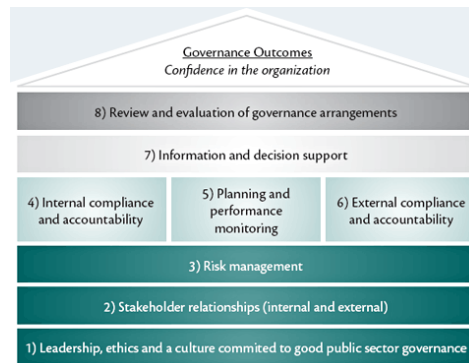 Governance Outcomes
Confidence in the organization
8) Review and evaluation of governance arrangements
7) Information and decision support
4) Internal compliance
and accountability
5) Planning and
performance
monitoring
6) External compliance
and accountability
3) Risk management
2) Stakeholder relationships (internal and external)
1) Leadership, ethics and a culture commited to good public sector governance